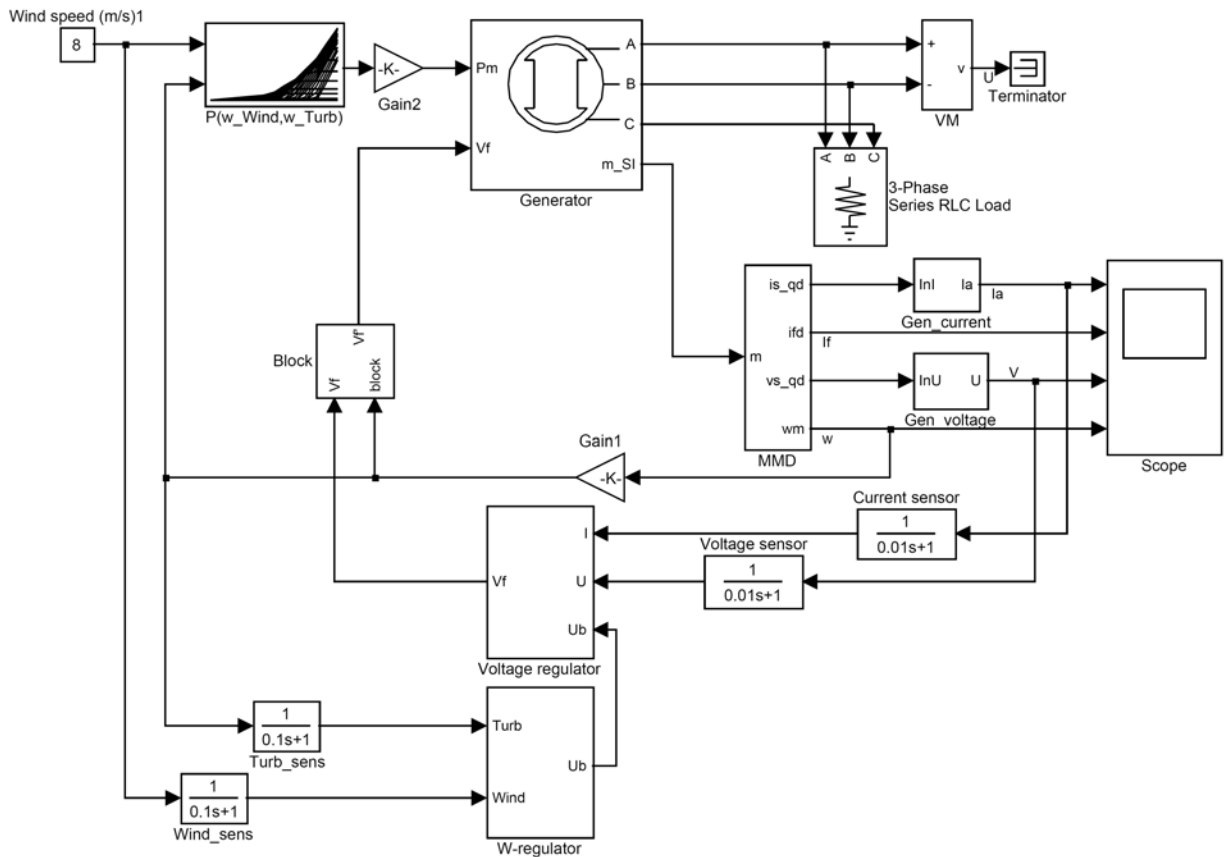 Wind speed (m/s)1
8
P(w_Wind,w_Turb)
-K-
Gain2
Pm
Vf
A
B
C
m_SI
Generator
+
-
v
VM
U
Terminator
A
B
C
3-Phase
Series RLC Load
Block
Vf'
Vf
block
m
is_qd
ifd
vs_qd
wm
MMD
InI
Ia
Gen_current
Ia
If
InU
U
Gen_voltage
V
w
Scope
Gain1
-K-
Current sensor
1
0.01s+1
Voltage sensor
1
0.01s+1
I
U
Ub
Vf
Voltage regulator
Turb
Wind
Ub
W-regulator
1
0.1s+1
Turb_sens
1
0.1s+1
Wind_sens